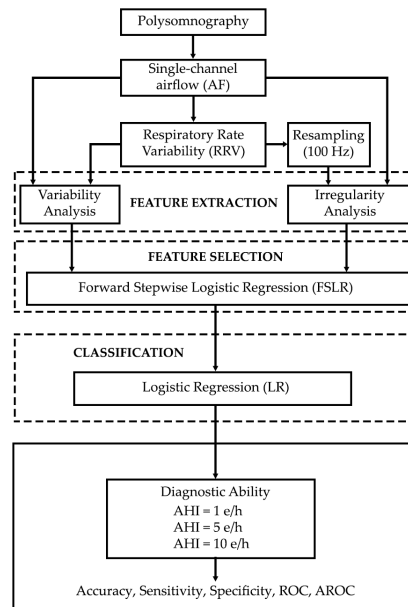 Polysomnography
Single-channel
airflow (AF)
Respiratory Rate
Variability (RRV)
Resampling
(100 Hz)
Variability
Analysis
FEATURE EXTRACTION
Irregularity
Analysis
FEATURE SELECTION
Forward Stepwise Logistic Regression (FSLR)
CLASSIFICATION
Logistic Regression (LR)
Diagnostic Ability
AHI = 1 e/h
AHI = 5 e/h
AHI = 10 e/h
Accuracy, Sensitivity, Specificity, ROC, AROC